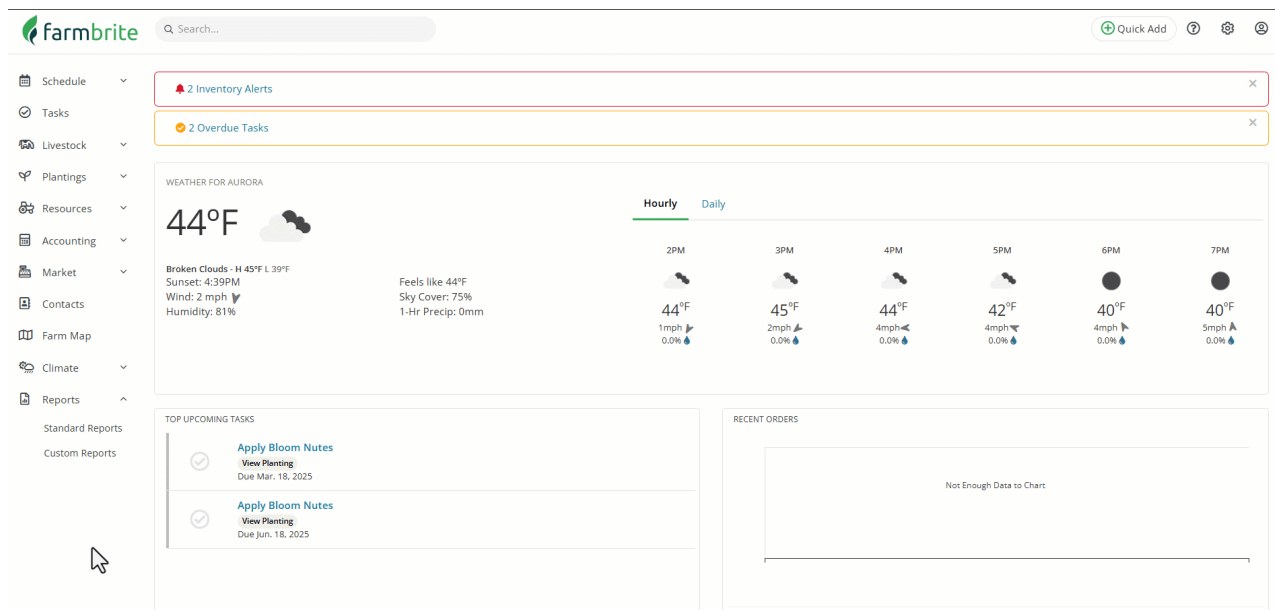 farmbrite
Search...
Quick Add
Schedule
Tasks
Livestock
Plantings
Resources
Accounting
Market
Contacts
Farm Map
Climate
Reports
Standard Reports
Custom Reports
2 Inventory Alerts
2 Overdue Tasks
WEATHER FOR AURORA
44°F
Broken Clouds - H 45°F L 39°F
Sunset: 4:39PM
Wind: 2 mph
Humidity: 81%
Feels like 44°F
Sky Cover: 75%
1-Hr Precip: 0mm
Hourly Daily
2PM 3PM 4PM 5PM 6PM 7PM
44°F 45°F 44°F 42°F 40°F 40°F
1mph 2mph 4mph 4mph 4mph 5mph
0.0% 0.0% 0.0% 0.0% 0.0% 0.0%
TOP UPCOMING TASKS
Apply Bloom Nutes
View Planting
Due Mar. 18, 2025
Apply Bloom Nutes
View Planting
Due Jun. 18, 2025
RECENT ORDERS
Not Enough Data to Chart